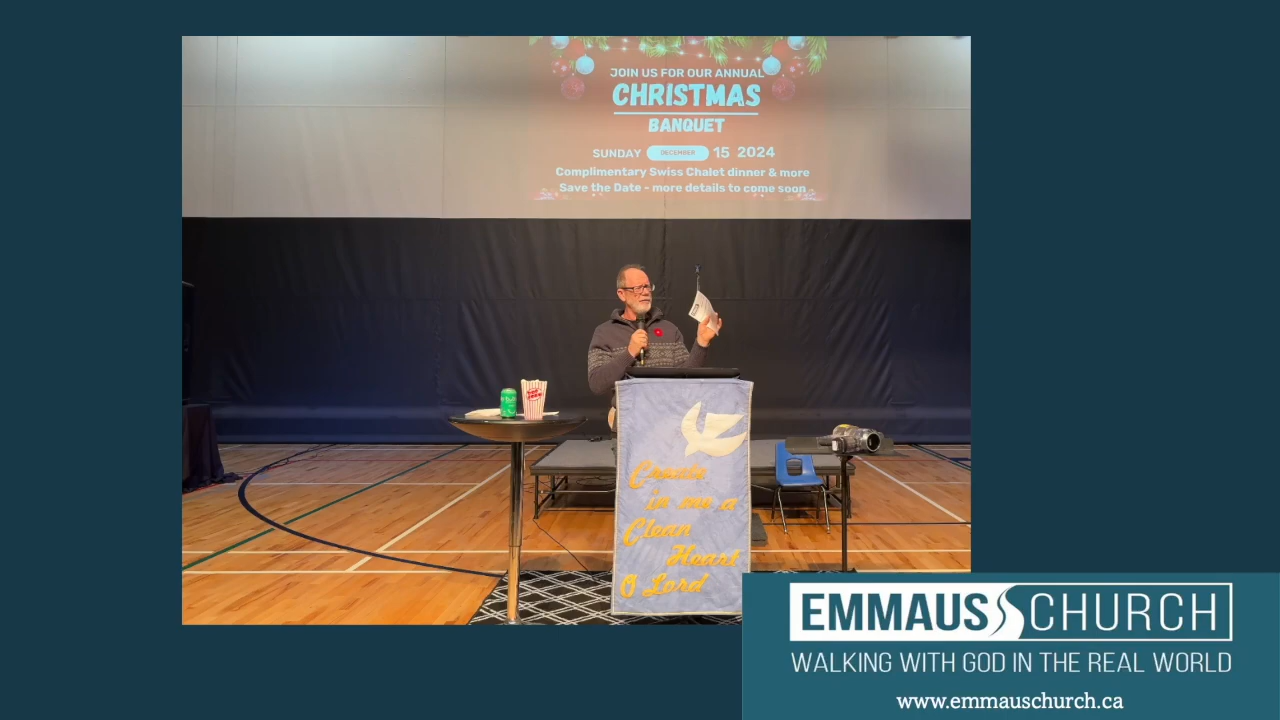 JOIN US FOR OUR ANNUAL
CHRISTMAS
BANQUET
SUNDAY DECEMBER 15 2024
Complimentary Swiss Chalet dinner & more
Save the Date - more details to come soon
Create
in me a
Clean
Heart
O Lord
EMMAUS CHURCH
WALKING WITH GOD IN THE REAL WORLD
www.emmauschurch.ca